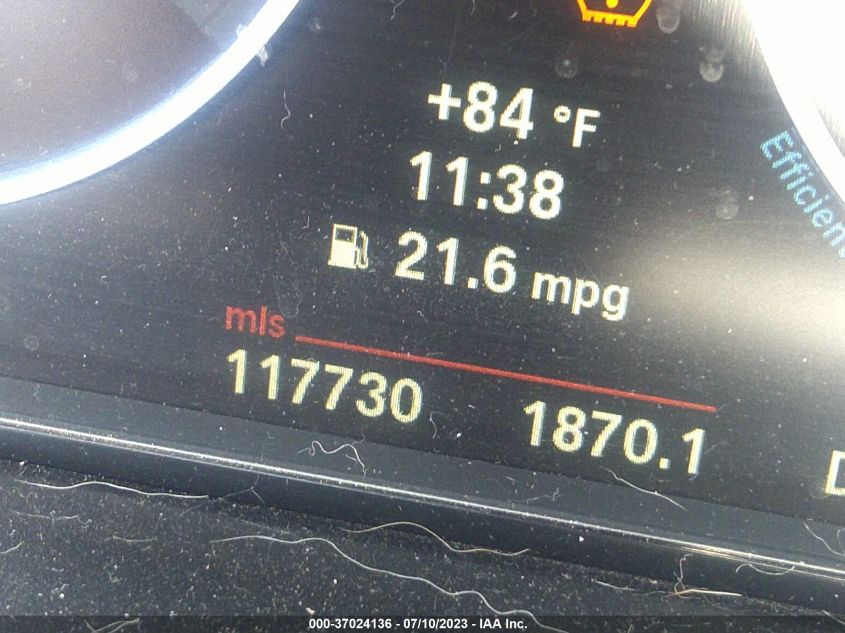 +84 °F
11:38
21.6 mpg
mls
117730 1870.1
D
000-37024136 - 07/10/2023 - IAA Inc.